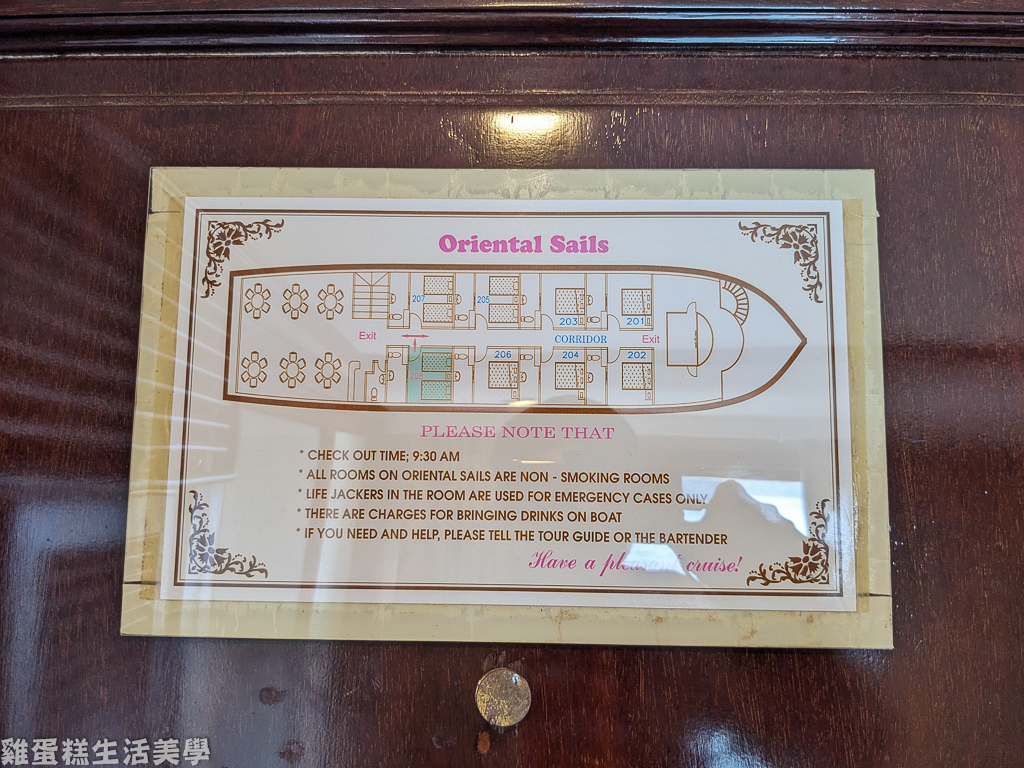 Oriental Sails
207
205
203
201
Exit
CORRIDOR
Exit
206
204
202
PLEASE NOTE THAT
* CHECK OUT TIME; 9:30 AM
* ALL ROOMS ON ORIENTAL SAILS ARE NON - SMOKING ROOMS
* LIFE JACKERS IN THE ROOM ARE USED FOR EMERGENCY CASES ONLY
* THERE ARE CHARGES FOR BRINGING DRINKS ON BOAT
* IF YOU NEED AND HELP, PLEASE TELL THE TOUR GUIDE OR THE BARTENDER
Have a pleasant cruise!
雞蛋糕生活美學